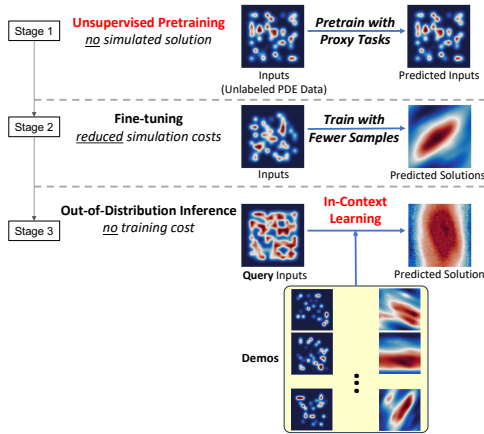 Stage 1
Unsupervised Pretraining
no simulated solution
Pretrain with
Proxy Tasks
Inputs
(Unlabeled PDE Data)
Predicted Inputs
Stage 2
Fine-tuning
reduced simulation costs
Train with
Fewer Samples
Inputs
Predicted Solutions
Stage 3
Out-of-Distribution Inference
no training cost
In-Context
Learning
Query Inputs
Predicted Solution
Demos